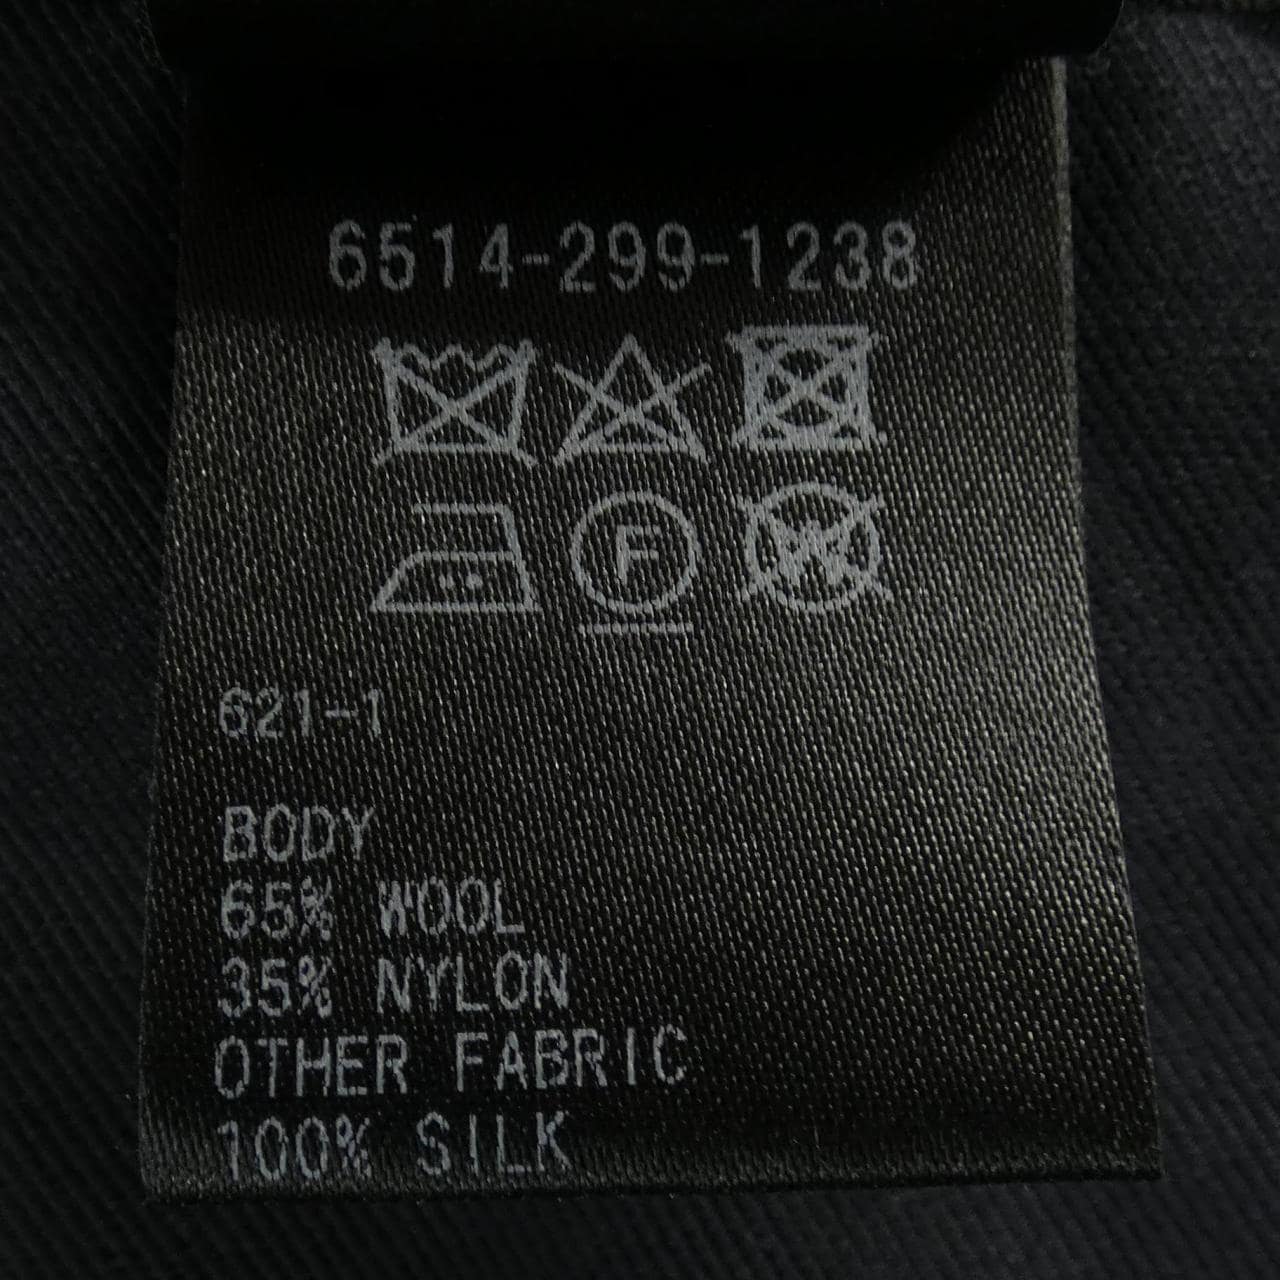 6514-299-1238
F
W
621-1
BODY
65% WOOL
35% NYLON
OTHER FABRIC
100% SILK